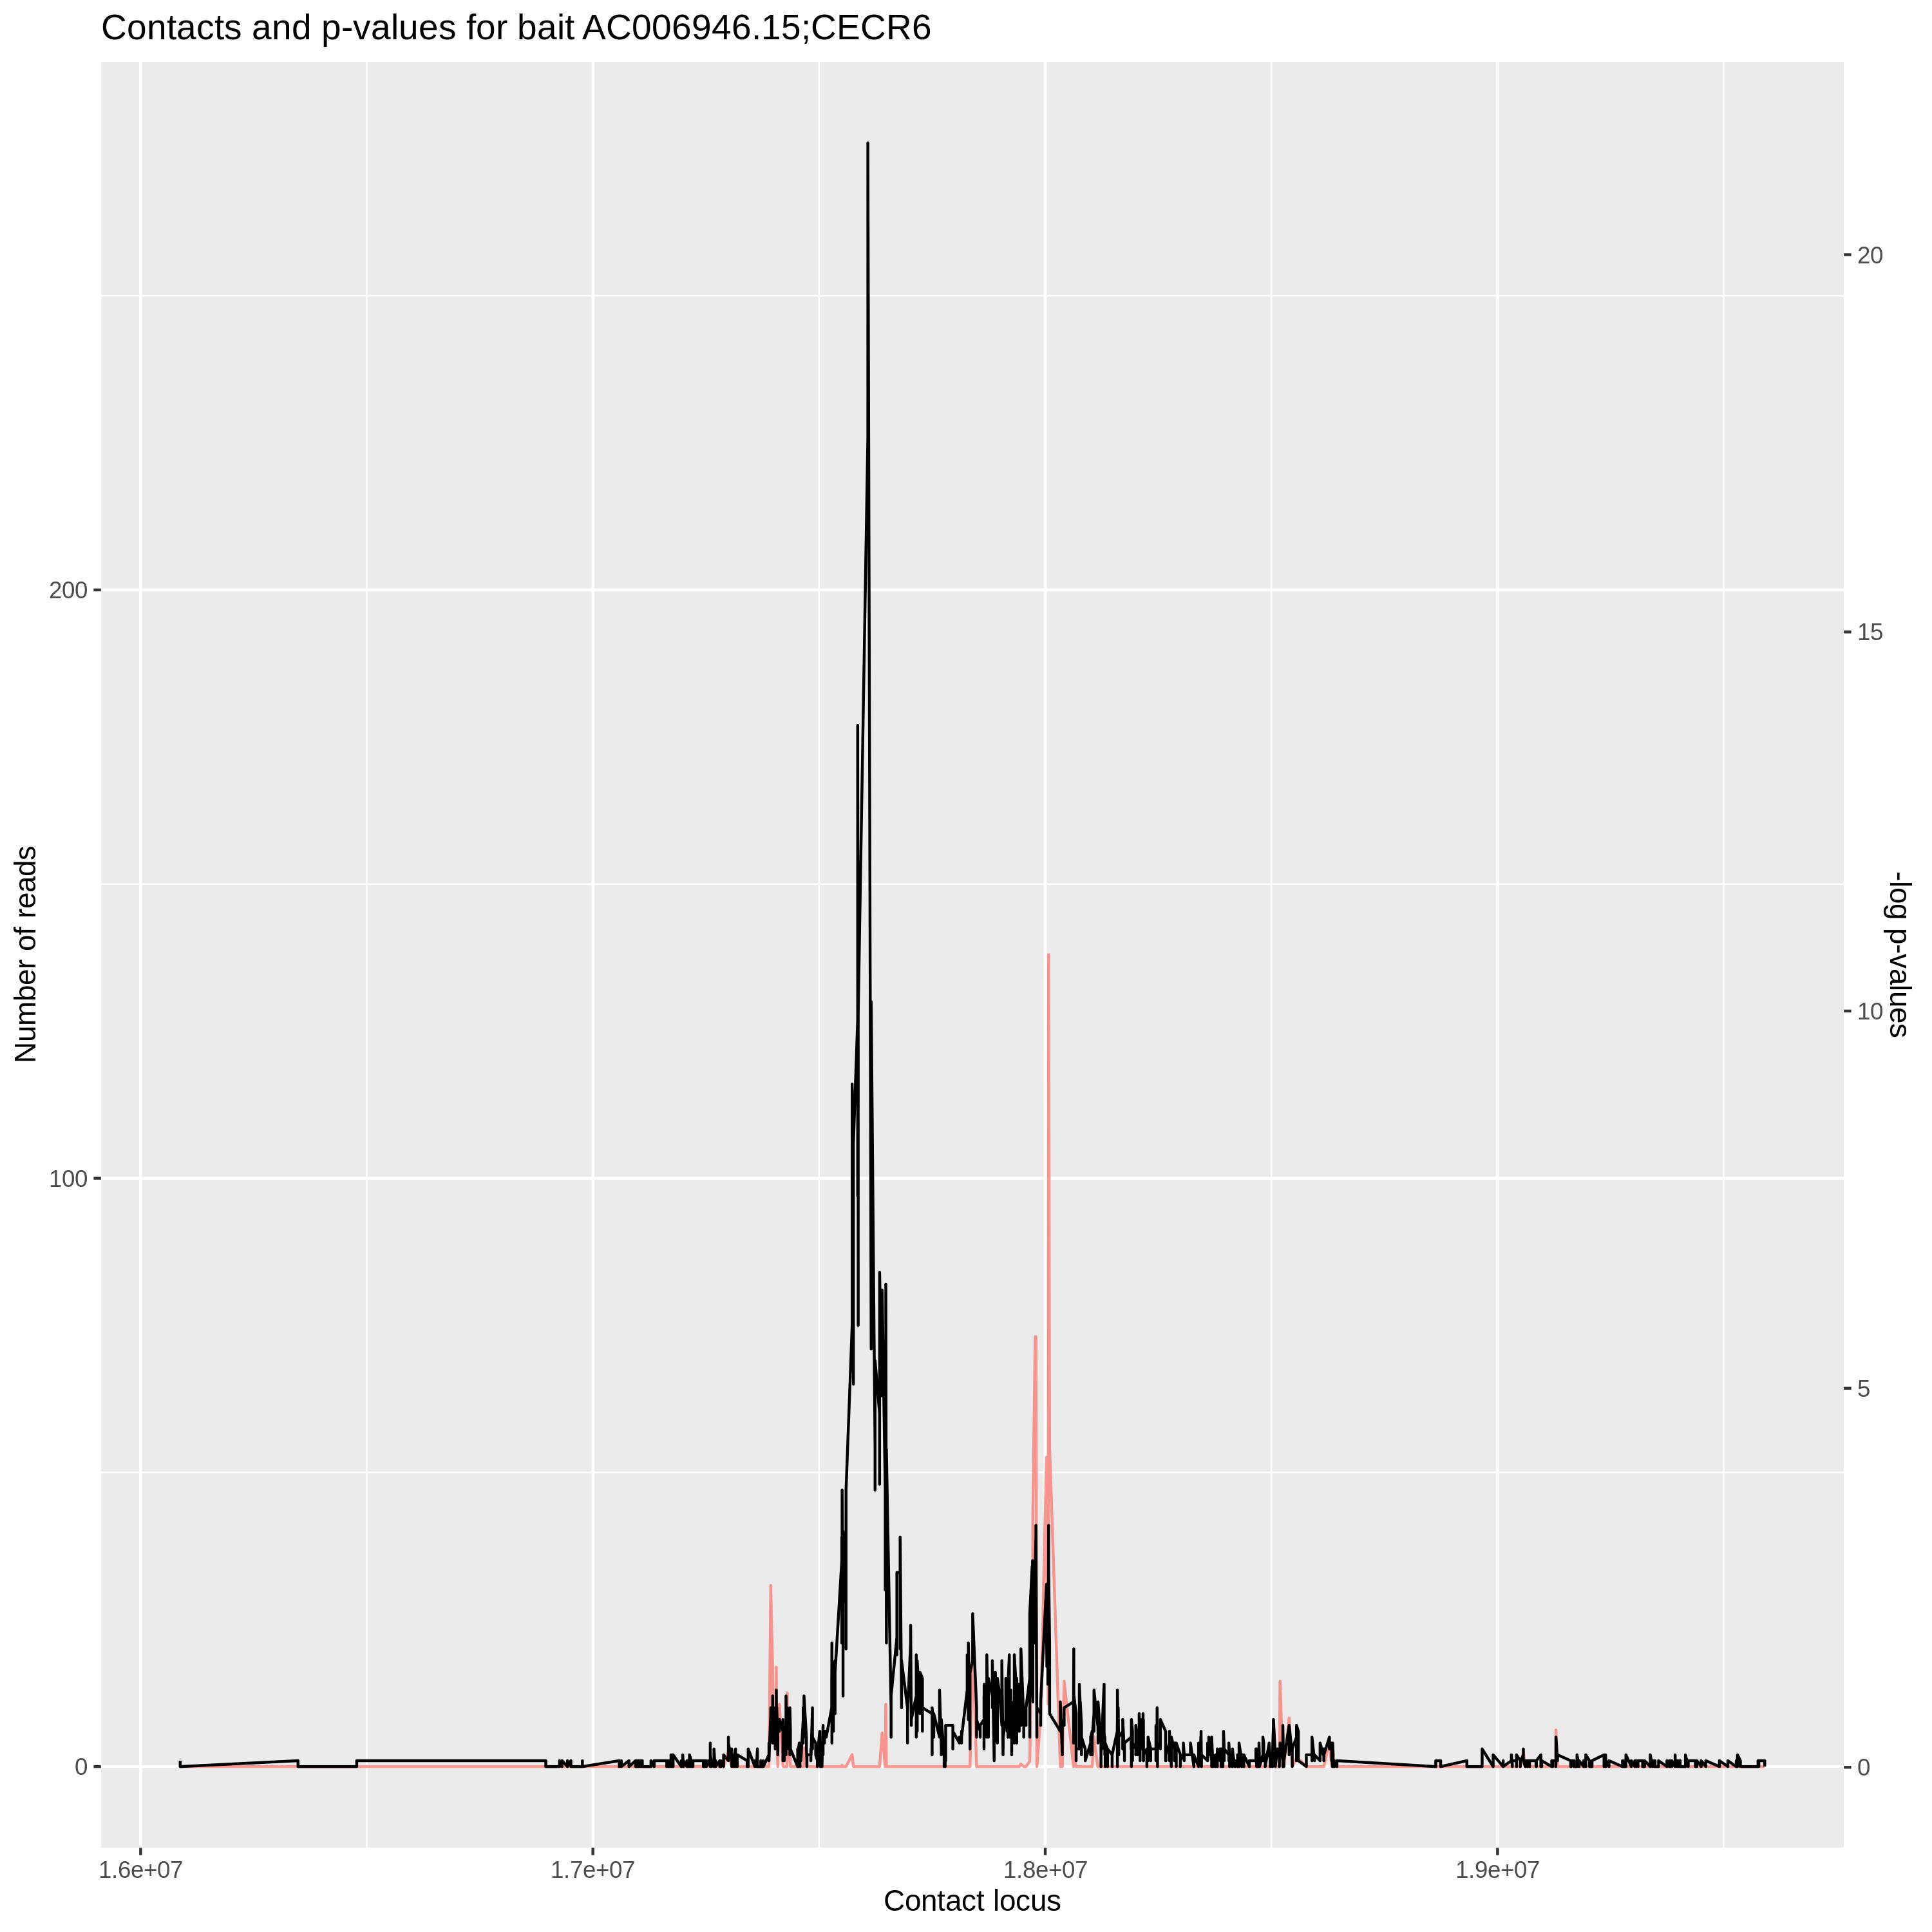 Contacts and p-values for bait AC006946.15;CECR6
Number of reads
200
100
0
20
15
10
5
0
-log p-values
1.6e+07
1.7e+07
1.8e+07
1.9e+07
Contact locus